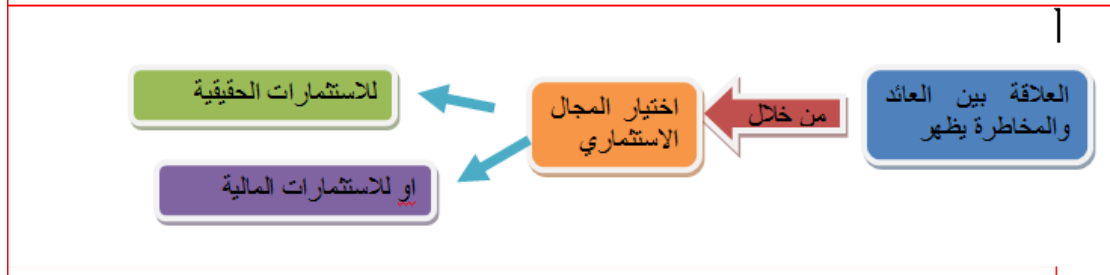 العلاقة بين العائد
والمخاطرة يظهر
من خلال
اختيار المجال
الاستثماري
للاستثمارات الحقيقية
او للاستثمارات المالية